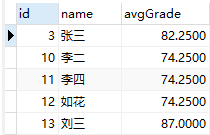 id name avgGrade
3 张三 82.2500
10 李二 74.2500
11 李四 74.2500
12 如花 74.2500
13 刘三 87.0000